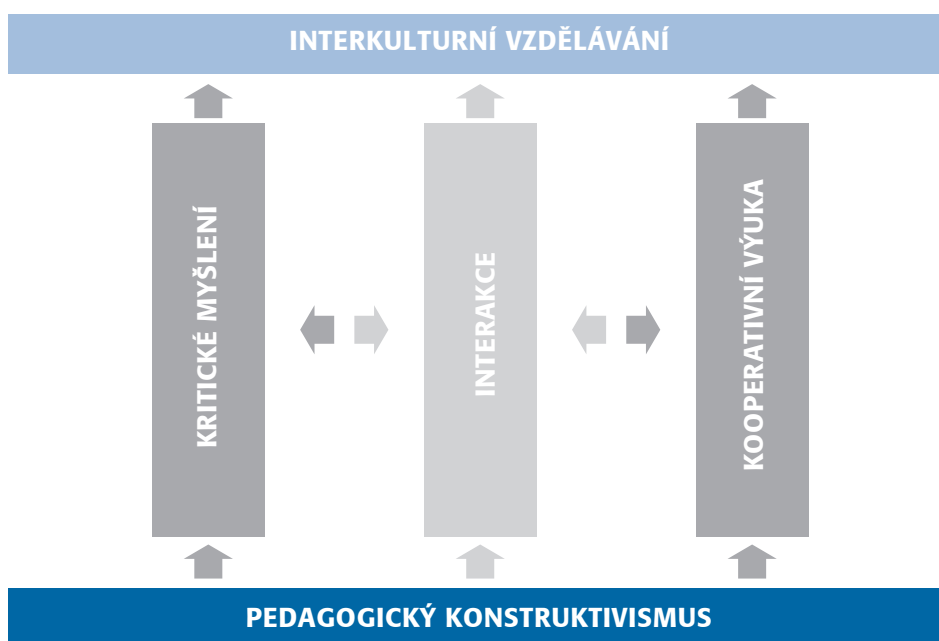 INTERKULTURNÍ VZDĚLÁVÁNÍ
KRITICKÉ MYŠLENÍ
INTERAKCE
KOOPERATIVNÍ VÝUKA
PEDAGOGICKÝ KONSTRUKTIVISMUS